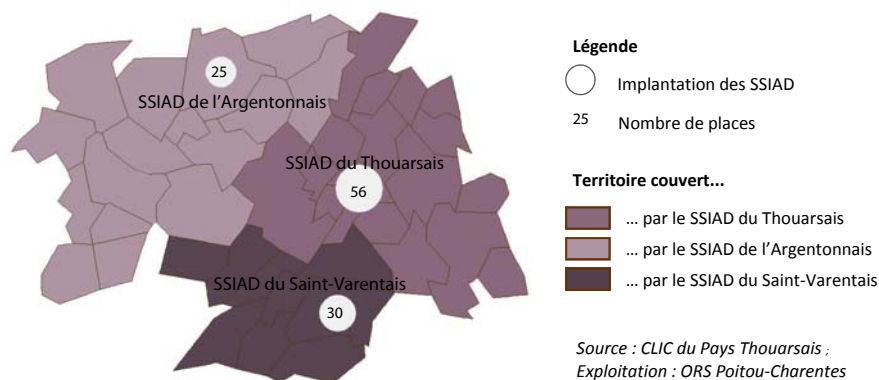 25
SSIAD de l'Argentonnais
SSIAD du Thouarsais
56
SSIAD du Saint-Varentais
30
Légende
Implantation des SSIAD
25 Nombre de places
Territoire couvert...
... par le SSIAD du Thouarsais
... par le SSIAD de l'Argentonnais
... par le SSIAD du Saint-Varentais
Source : CLIC du Pays Thouarsais ;
Exploitation : ORS Poitou-Charentes